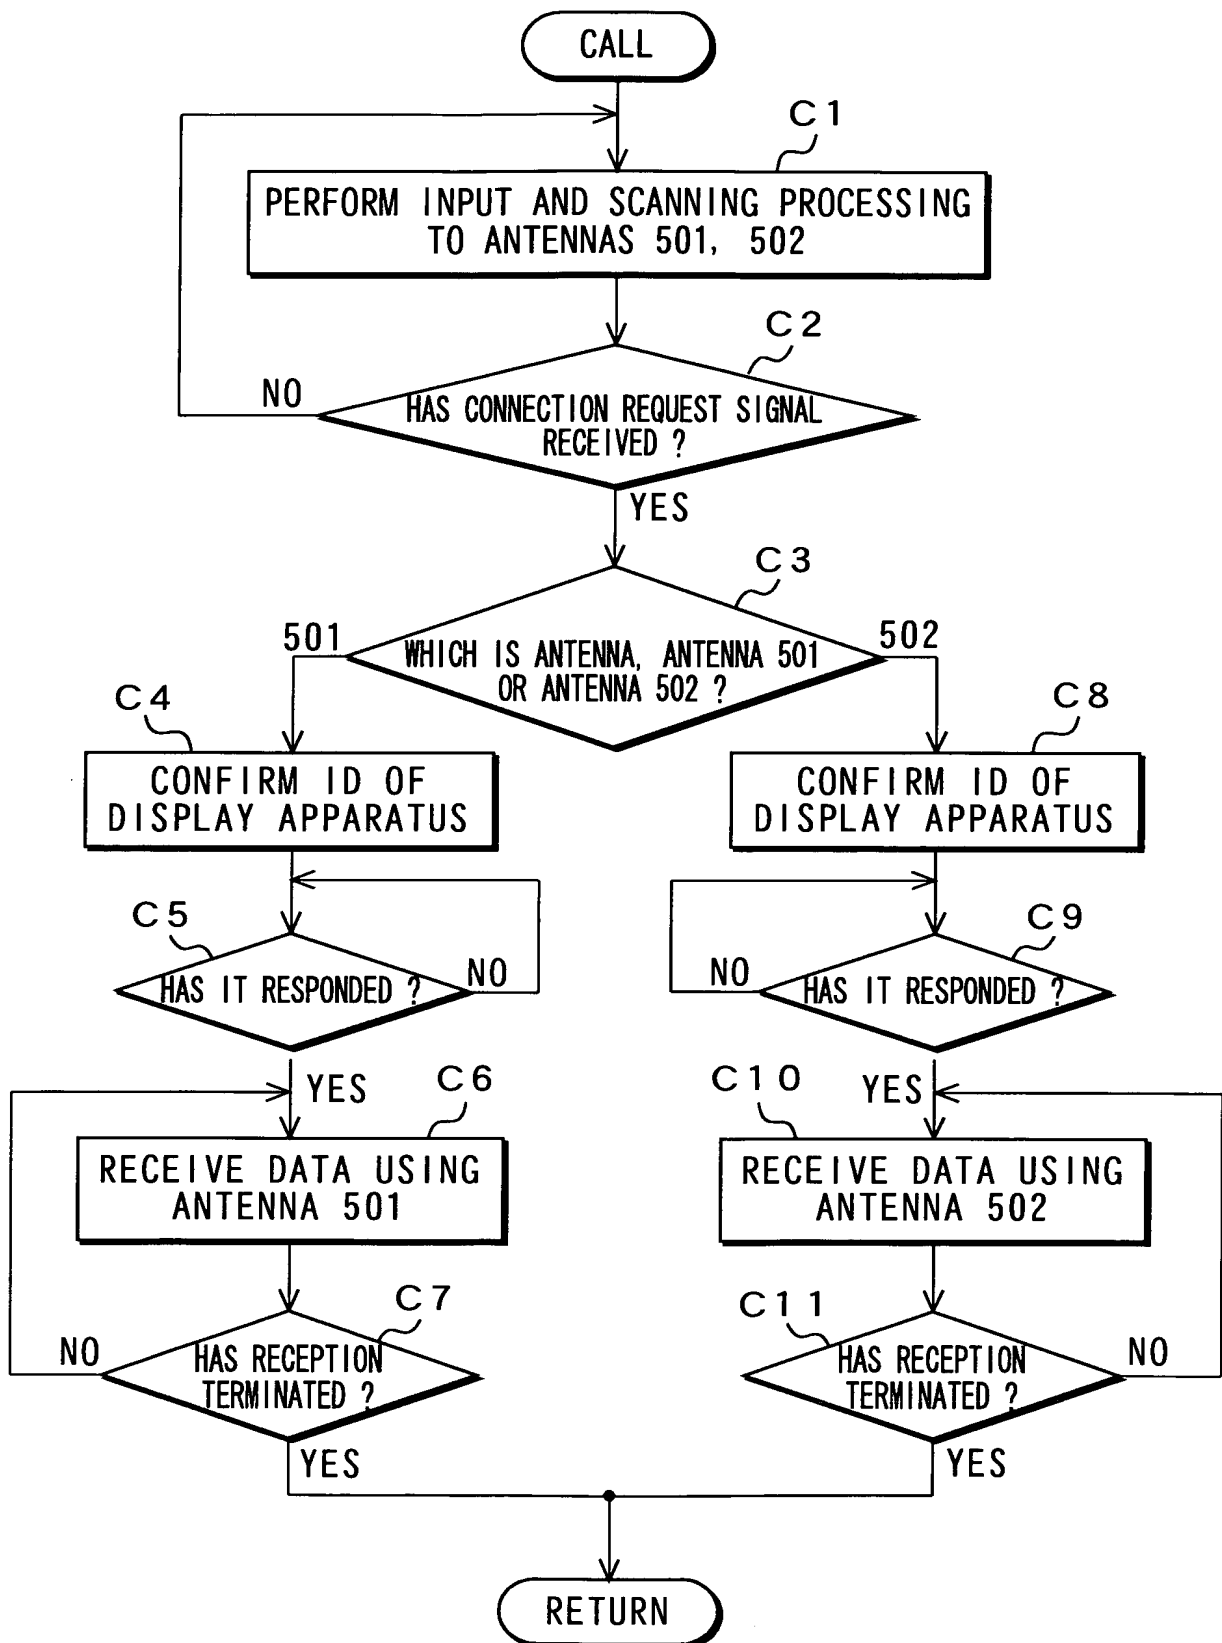 CALL
C1
PERFORM INPUT AND SCANNING PROCESSING
TO ANTENNAS 501, 502
C2
NO
HAS CONNECTION REQUEST SIGNAL
RECEIVED ?
YES
C3
501
502
WHICH IS ANTENNA, ANTENNA 501
OR ANTENNA 502 ?
C4
CONFIRM ID OF
DISPLAY APPARATUS
C8
CONFIRM ID OF
DISPLAY APPARATUS
C5
HAS IT RESPONDED ?
NO
C9
NO
HAS IT RESPONDED ?
YES
C6
RECEIVE DATA USING
ANTENNA 501
C10
YES
RECEIVE DATA USING
ANTENNA 502
C7
NO
HAS RECEPTION
TERMINATED ?
YES
C11
HAS RECEPTION
TERMINATED ?
NO
YES
RETURN